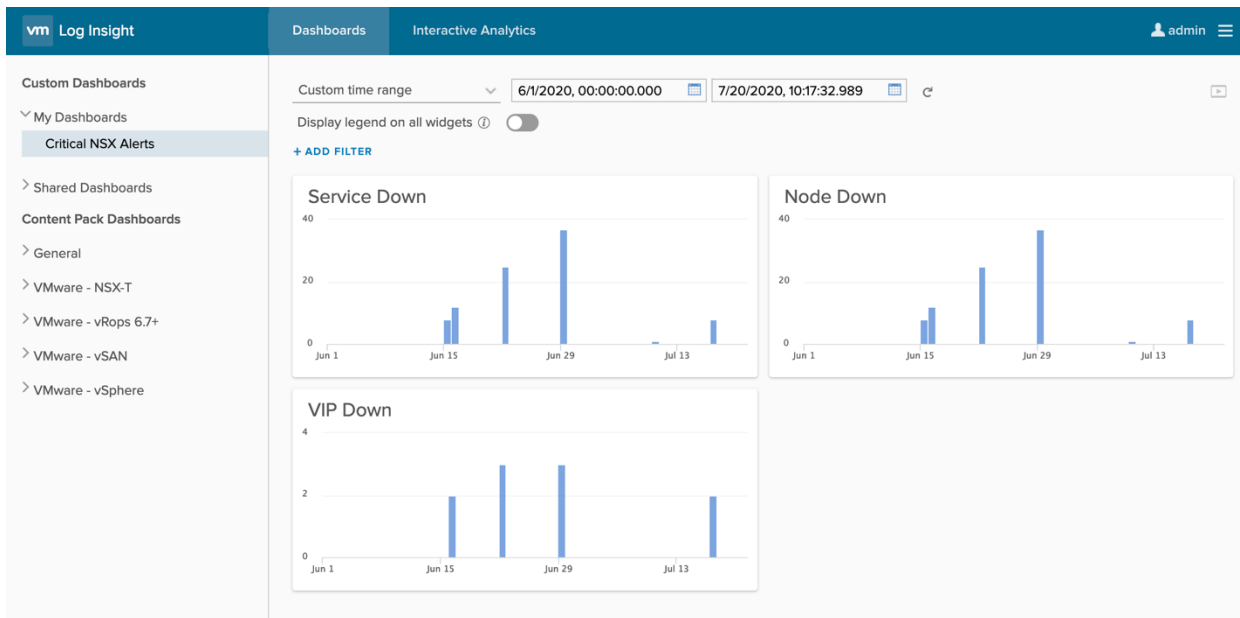 vm Log Insight
Dashboards
Interactive Analytics
admin
Custom Dashboards
My Dashboards
Critical NSX Alerts
Shared Dashboards
Content Pack Dashboards
General
VMware - NSX-T
VMware - vRops 6.7+
VMware - vSAN
VMware - vSphere
Custom time range
6/1/2020, 00:00:00.000
7/20/2020, 10:17:32.989
Display legend on all widgets
+ ADD FILTER
Service Down
40
20
0
Jun 1 Jun 15 Jun 29 Jul 13
Node Down
40
20
0
Jun 1 Jun 15 Jun 29 Jul 13
VIP Down
4
2
0
Jun 1 Jun 15 Jun 29 Jul 13